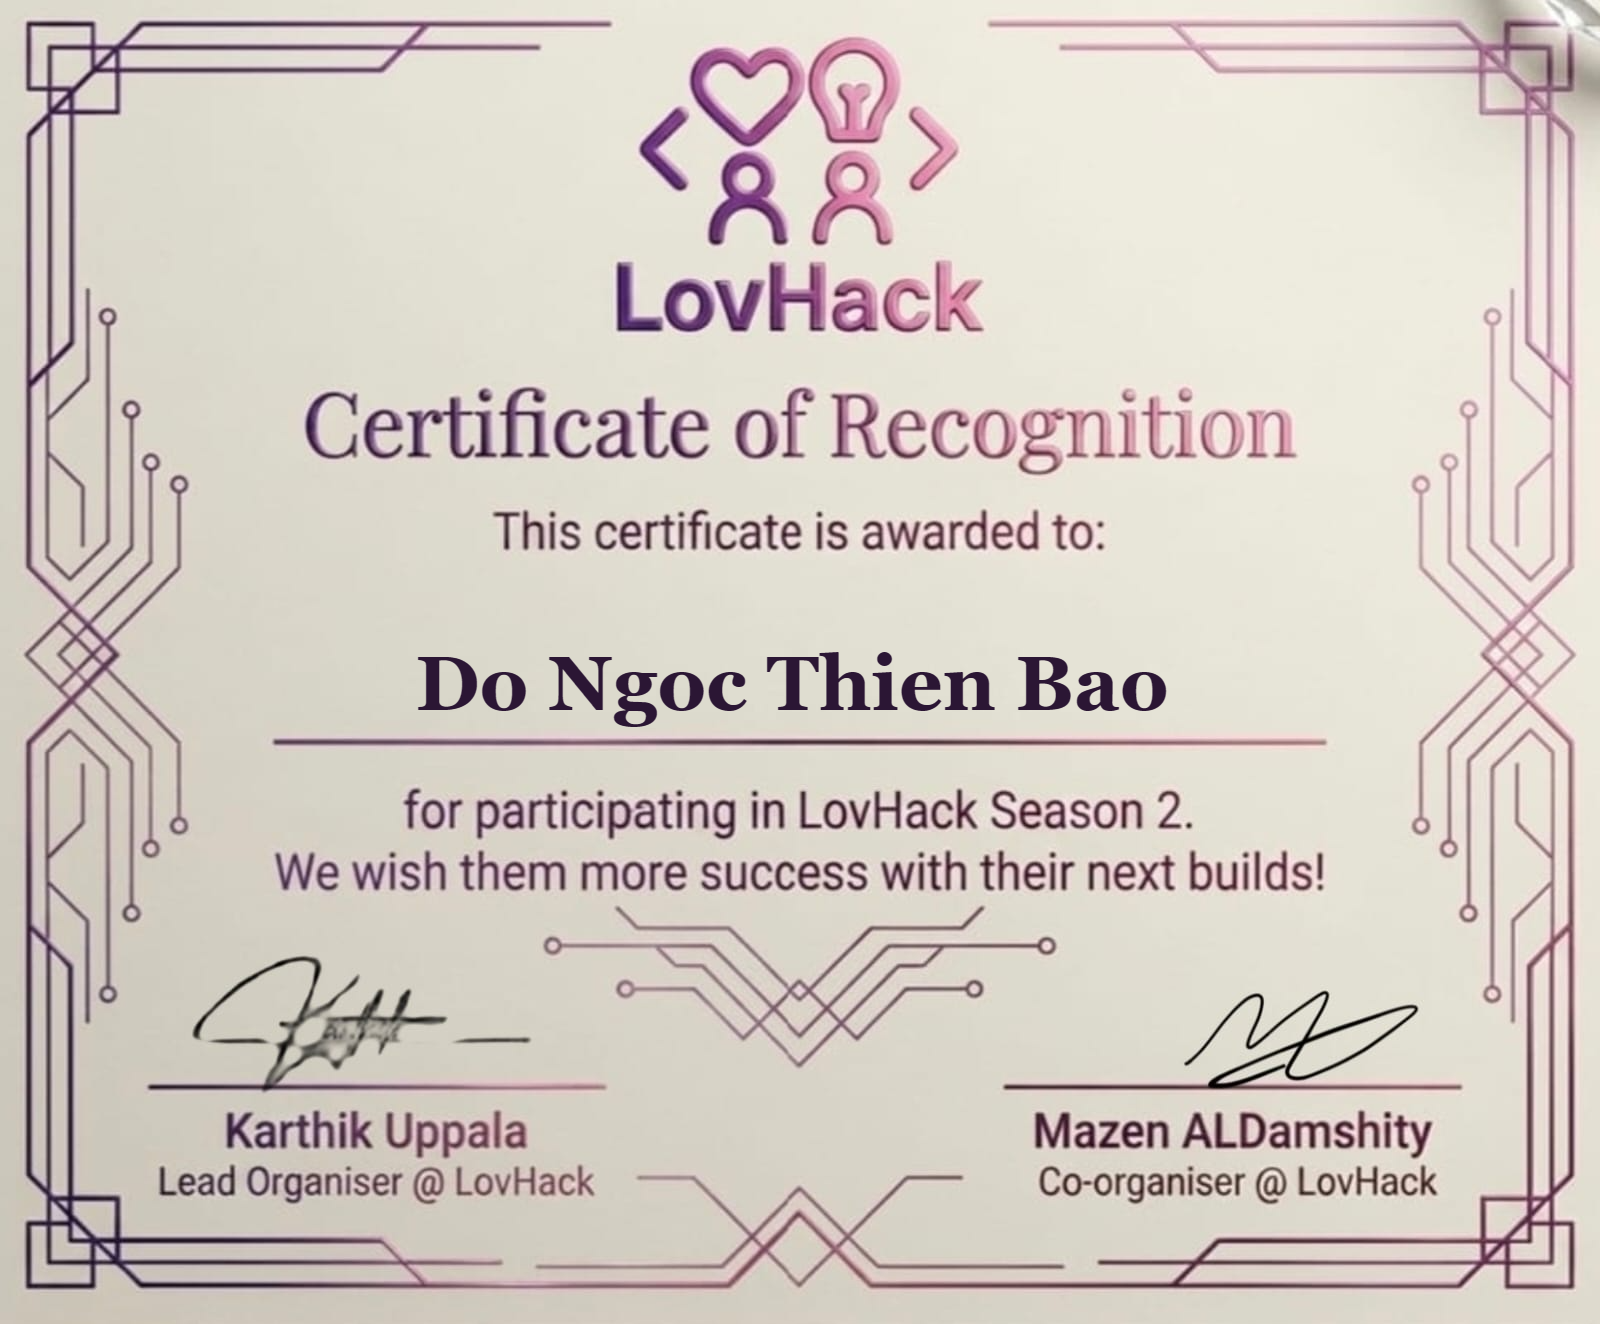 LovHack
Certificate of Recognition
This certificate is awarded to:
Do Ngoc Thien Bao
for participating in LovHack Season 2.
We wish them more success with their next builds!
Karthik Uppala
Lead Organiser @ LovHack
Mazen ALDamshity
Co-organiser @ LovHack